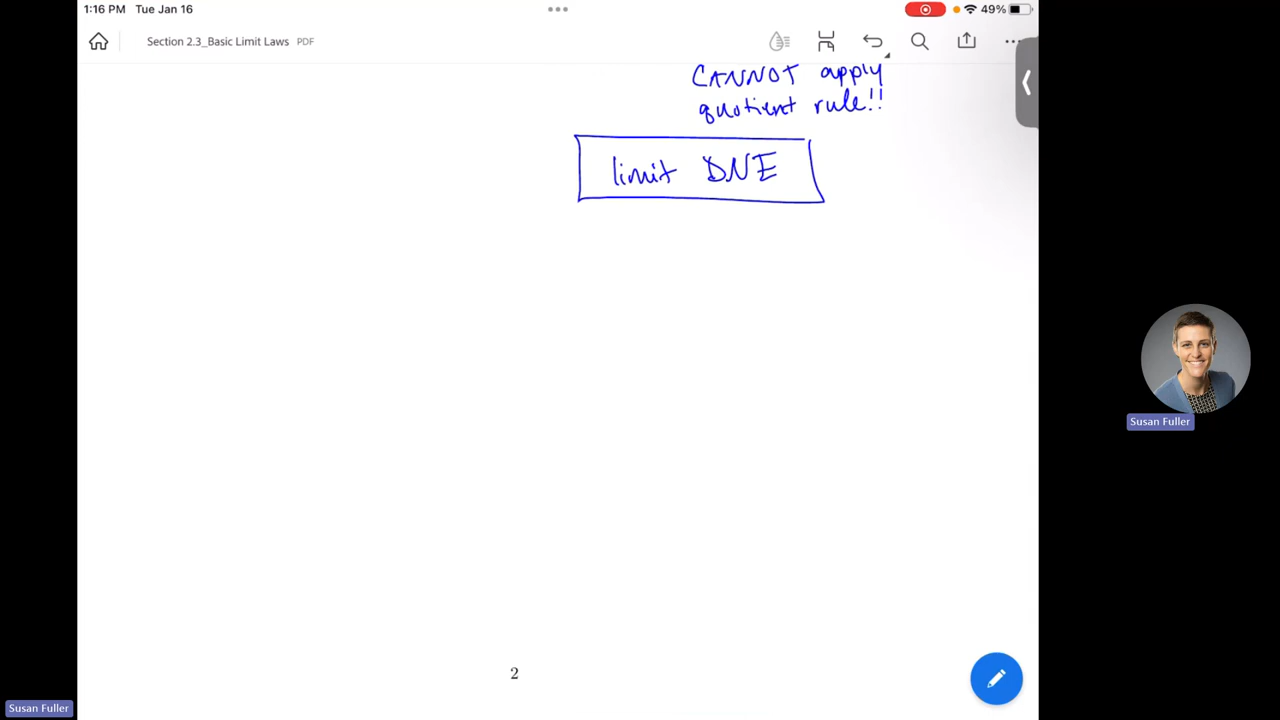 1:16 PM Tue Jan 16
49%
Section 2.3_Basic Limit Laws PDF
CANNOT apply
quotient rule!!
limit DNE
Susan Fuller
2
Susan Fuller